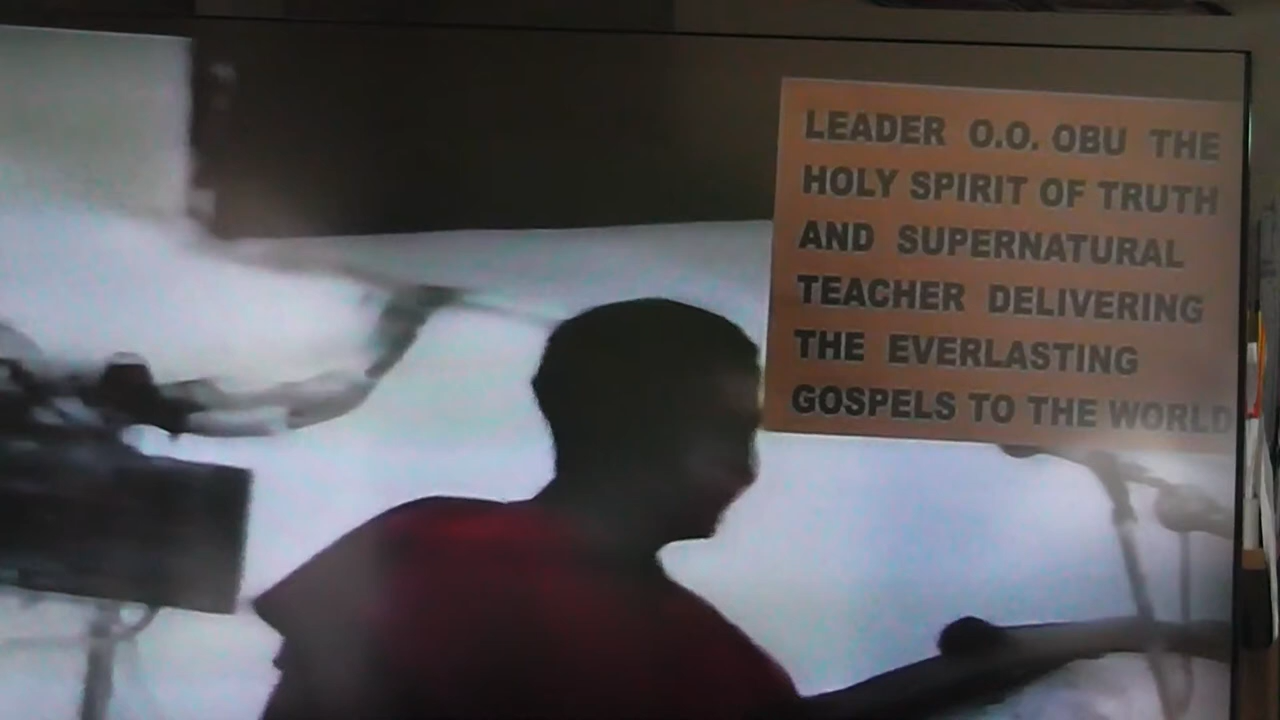 LEADER O.O. OBU THE
HOLY SPIRIT OF TRUTH
AND SUPERNATURAL
TEACHER DELIVERING
THE EVERLASTING
GOSPELS TO THE WORLD